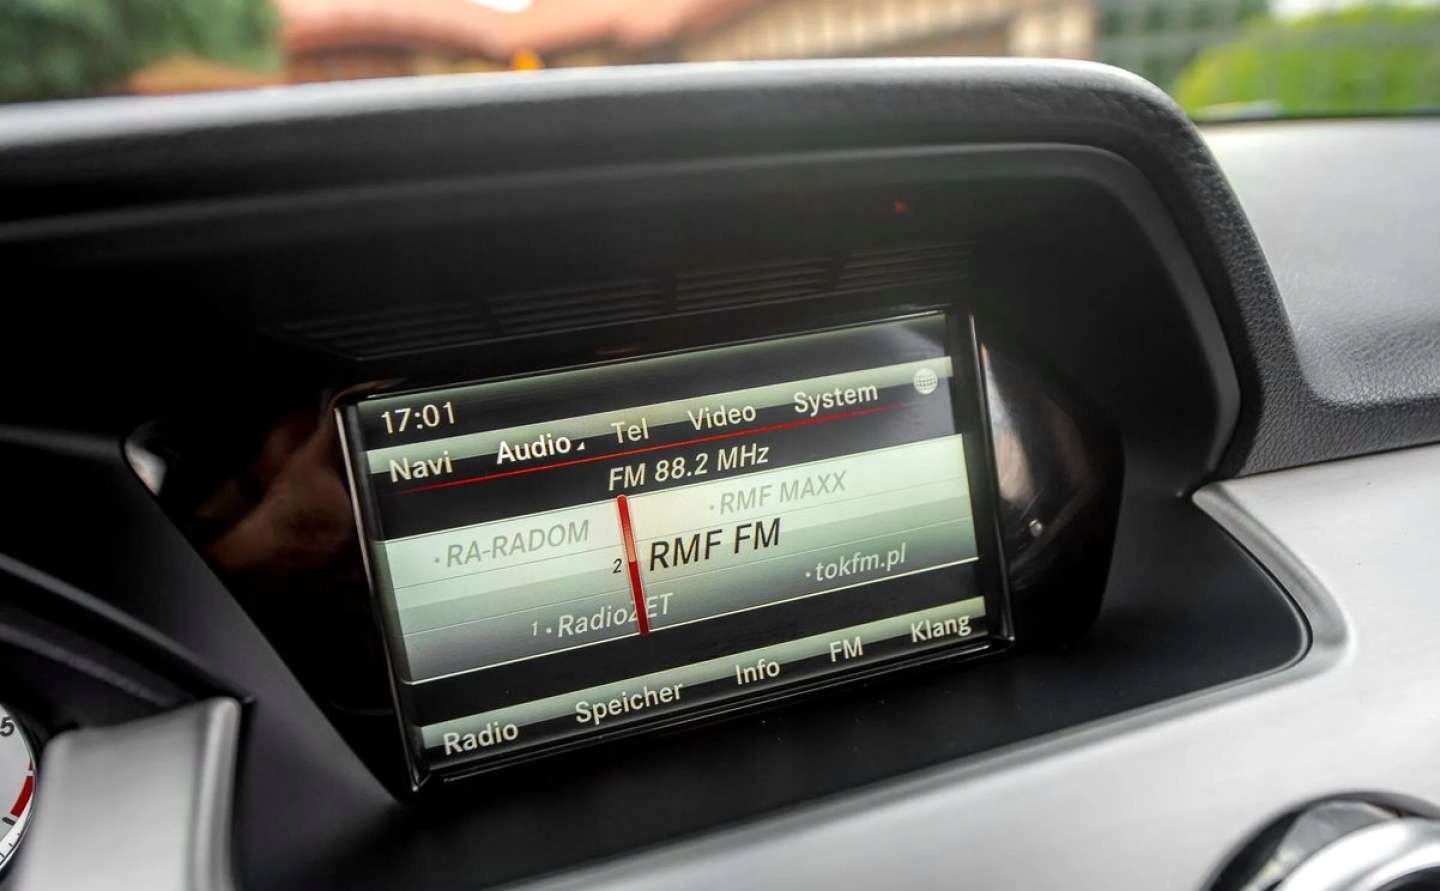 17:01
Navi Audio Tel Video System
FM 88.2 MHz
· RMF MAXX
· RA-RADOM
2 RMF FM
· tokfm.pl
1 · RadioZET
Radio Speicher Info FM Klang
5